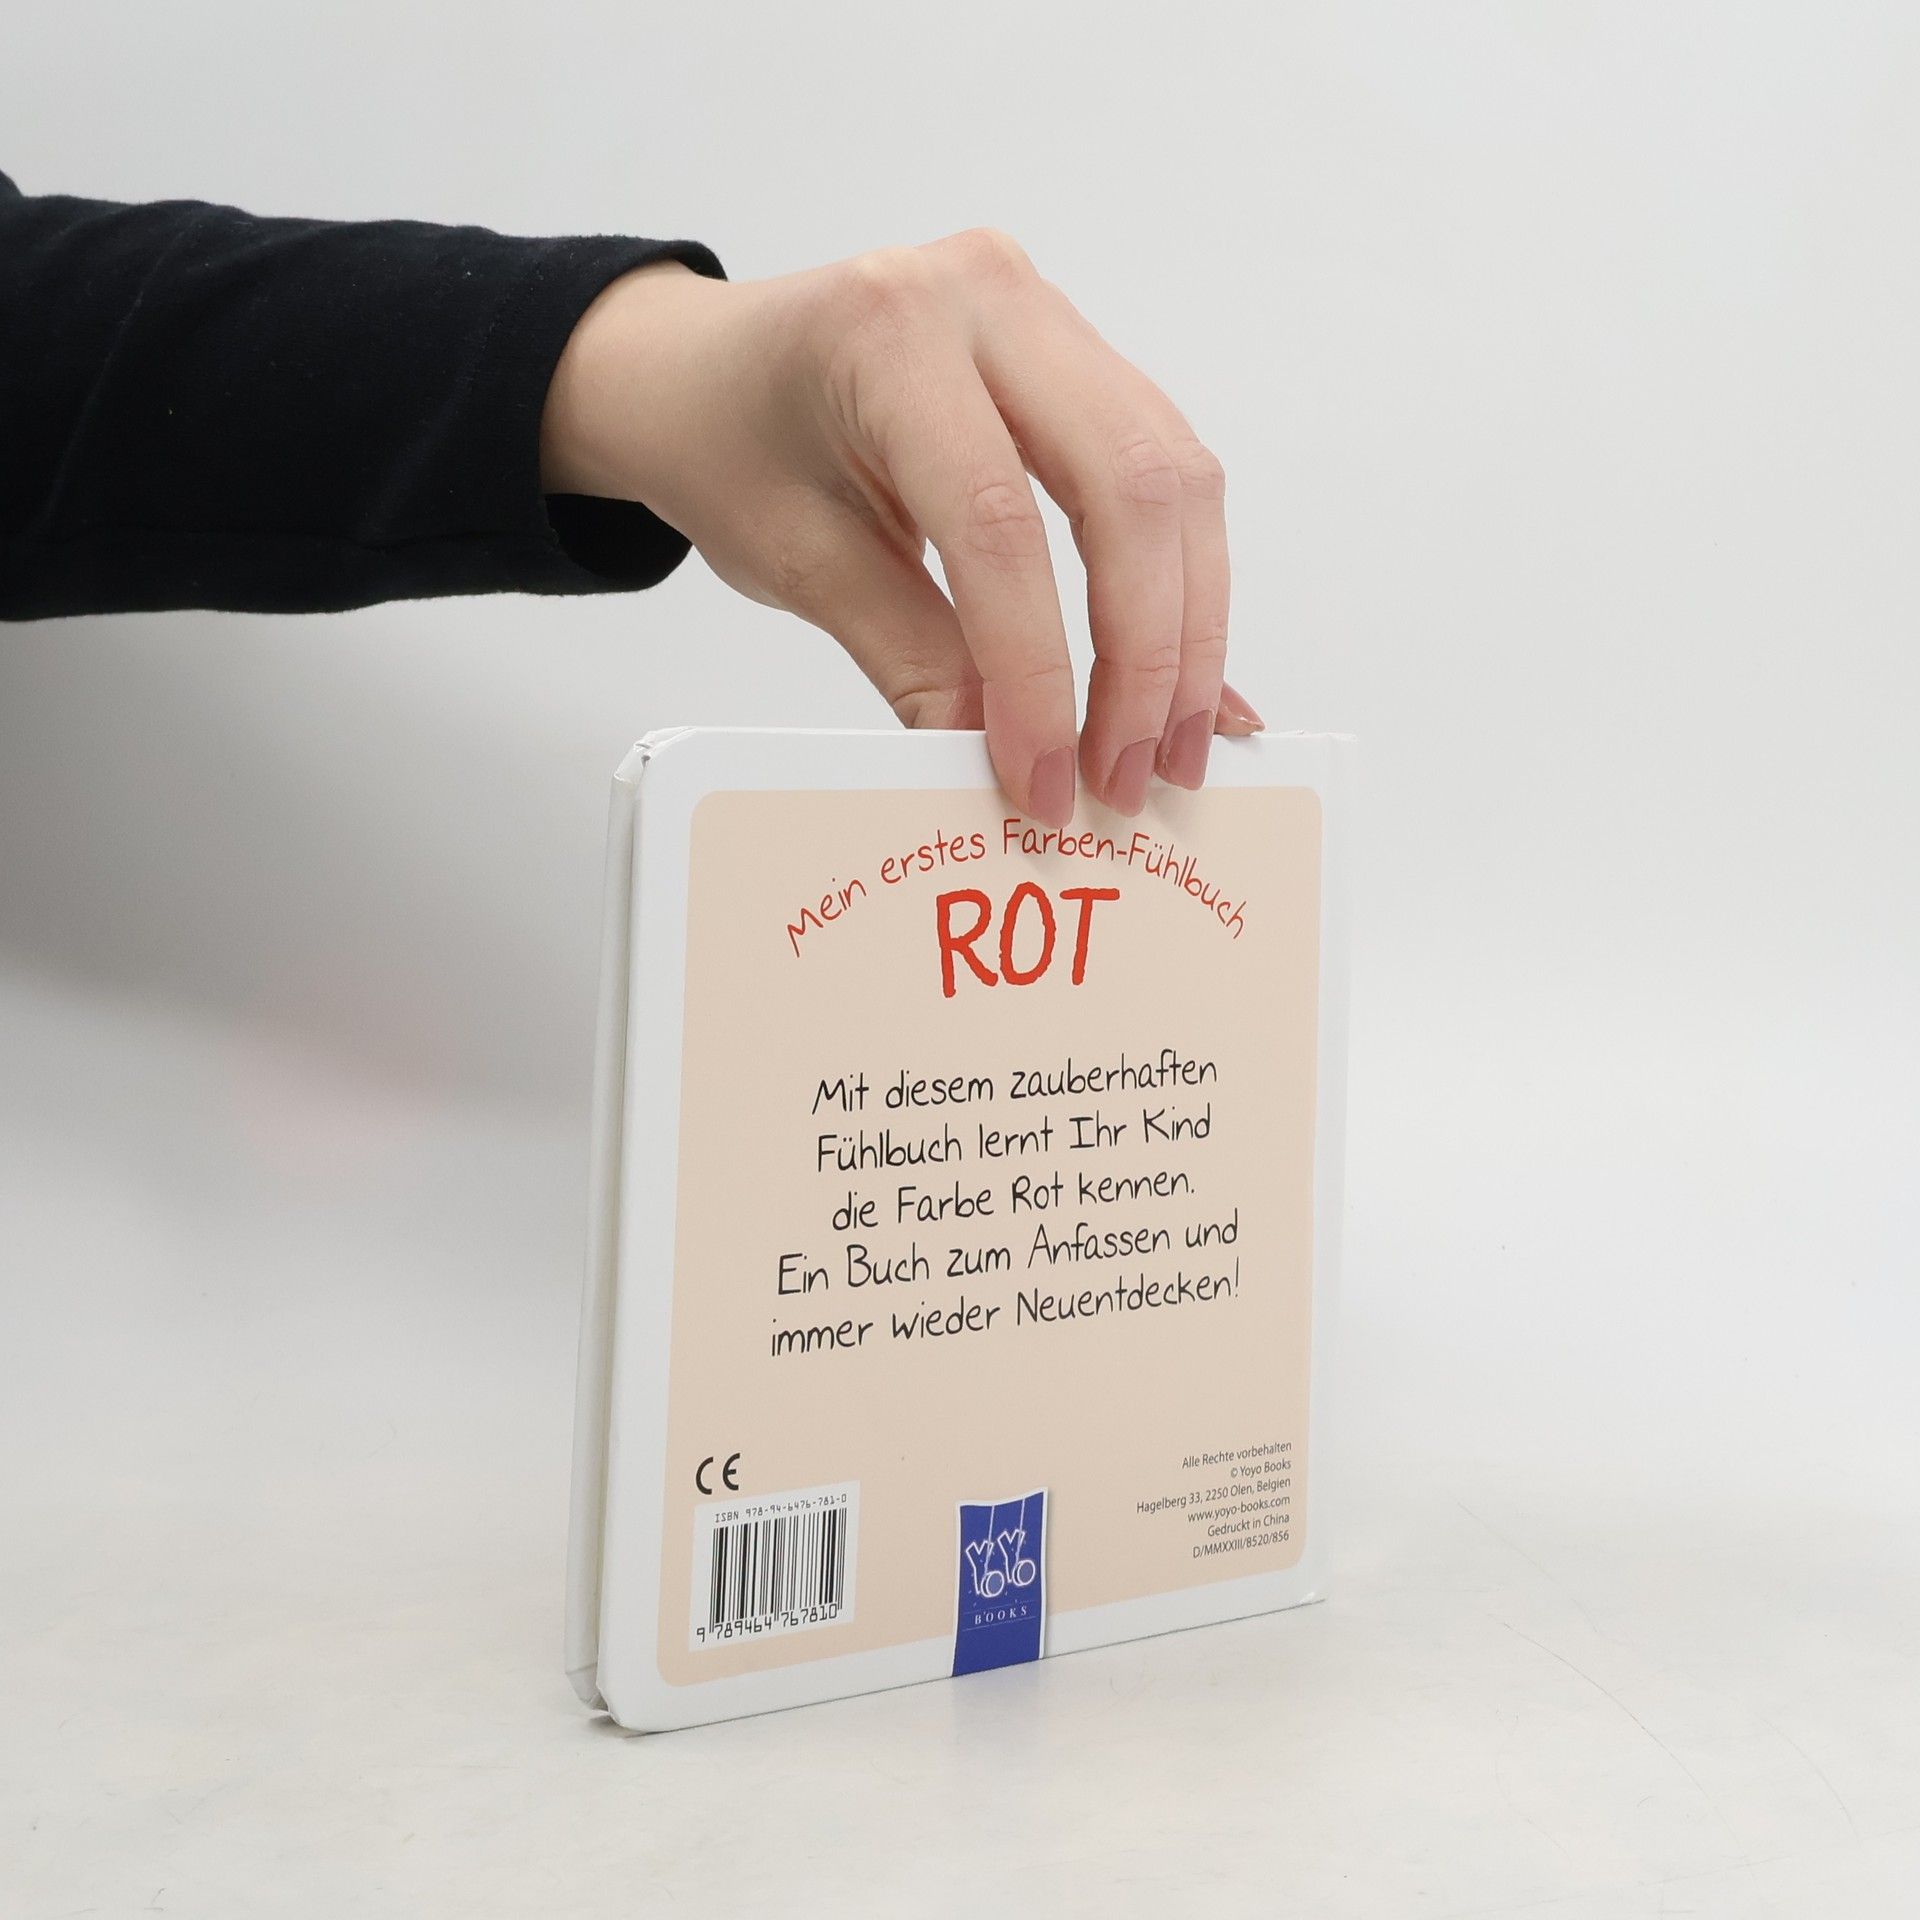 Mein erstes Farben-Fühlbuch
ROT
Mit diesem zauberhaften
Fühlbuch lernt Ihr Kind
die Farbe Rot kennen.
Ein Buch zum Anfassen und
immer wieder Neuentdecken!
CE
ISBN 978-94-6476-781-0
9 789464 767810
YOYO
BOOKS
Alle Rechte vorbehalten
© Yoyo Books
Hagelberg 33, 2250 Olen, Belgien
www.yoyo-books.com
Gedruckt in China
D/MMXXIII/8520/856